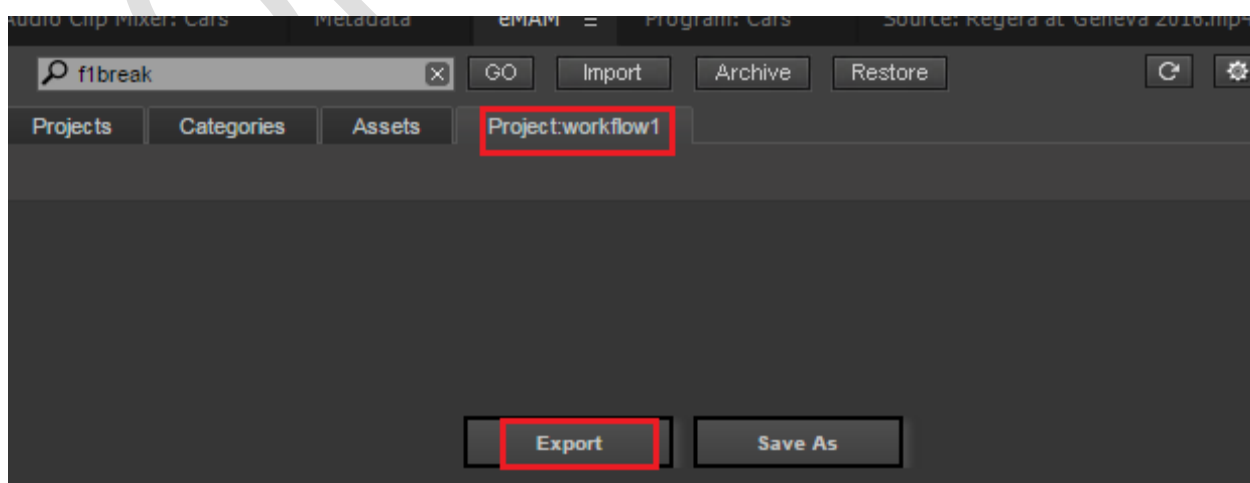 Audio Clip Mixer: Cars Metadata eMAM ≡ Program: Cars Source: Regera at Geneva 2016.mp4
f1break GO Import Archive Restore
Projects Categories Assets Project:workflow1
Export Save As